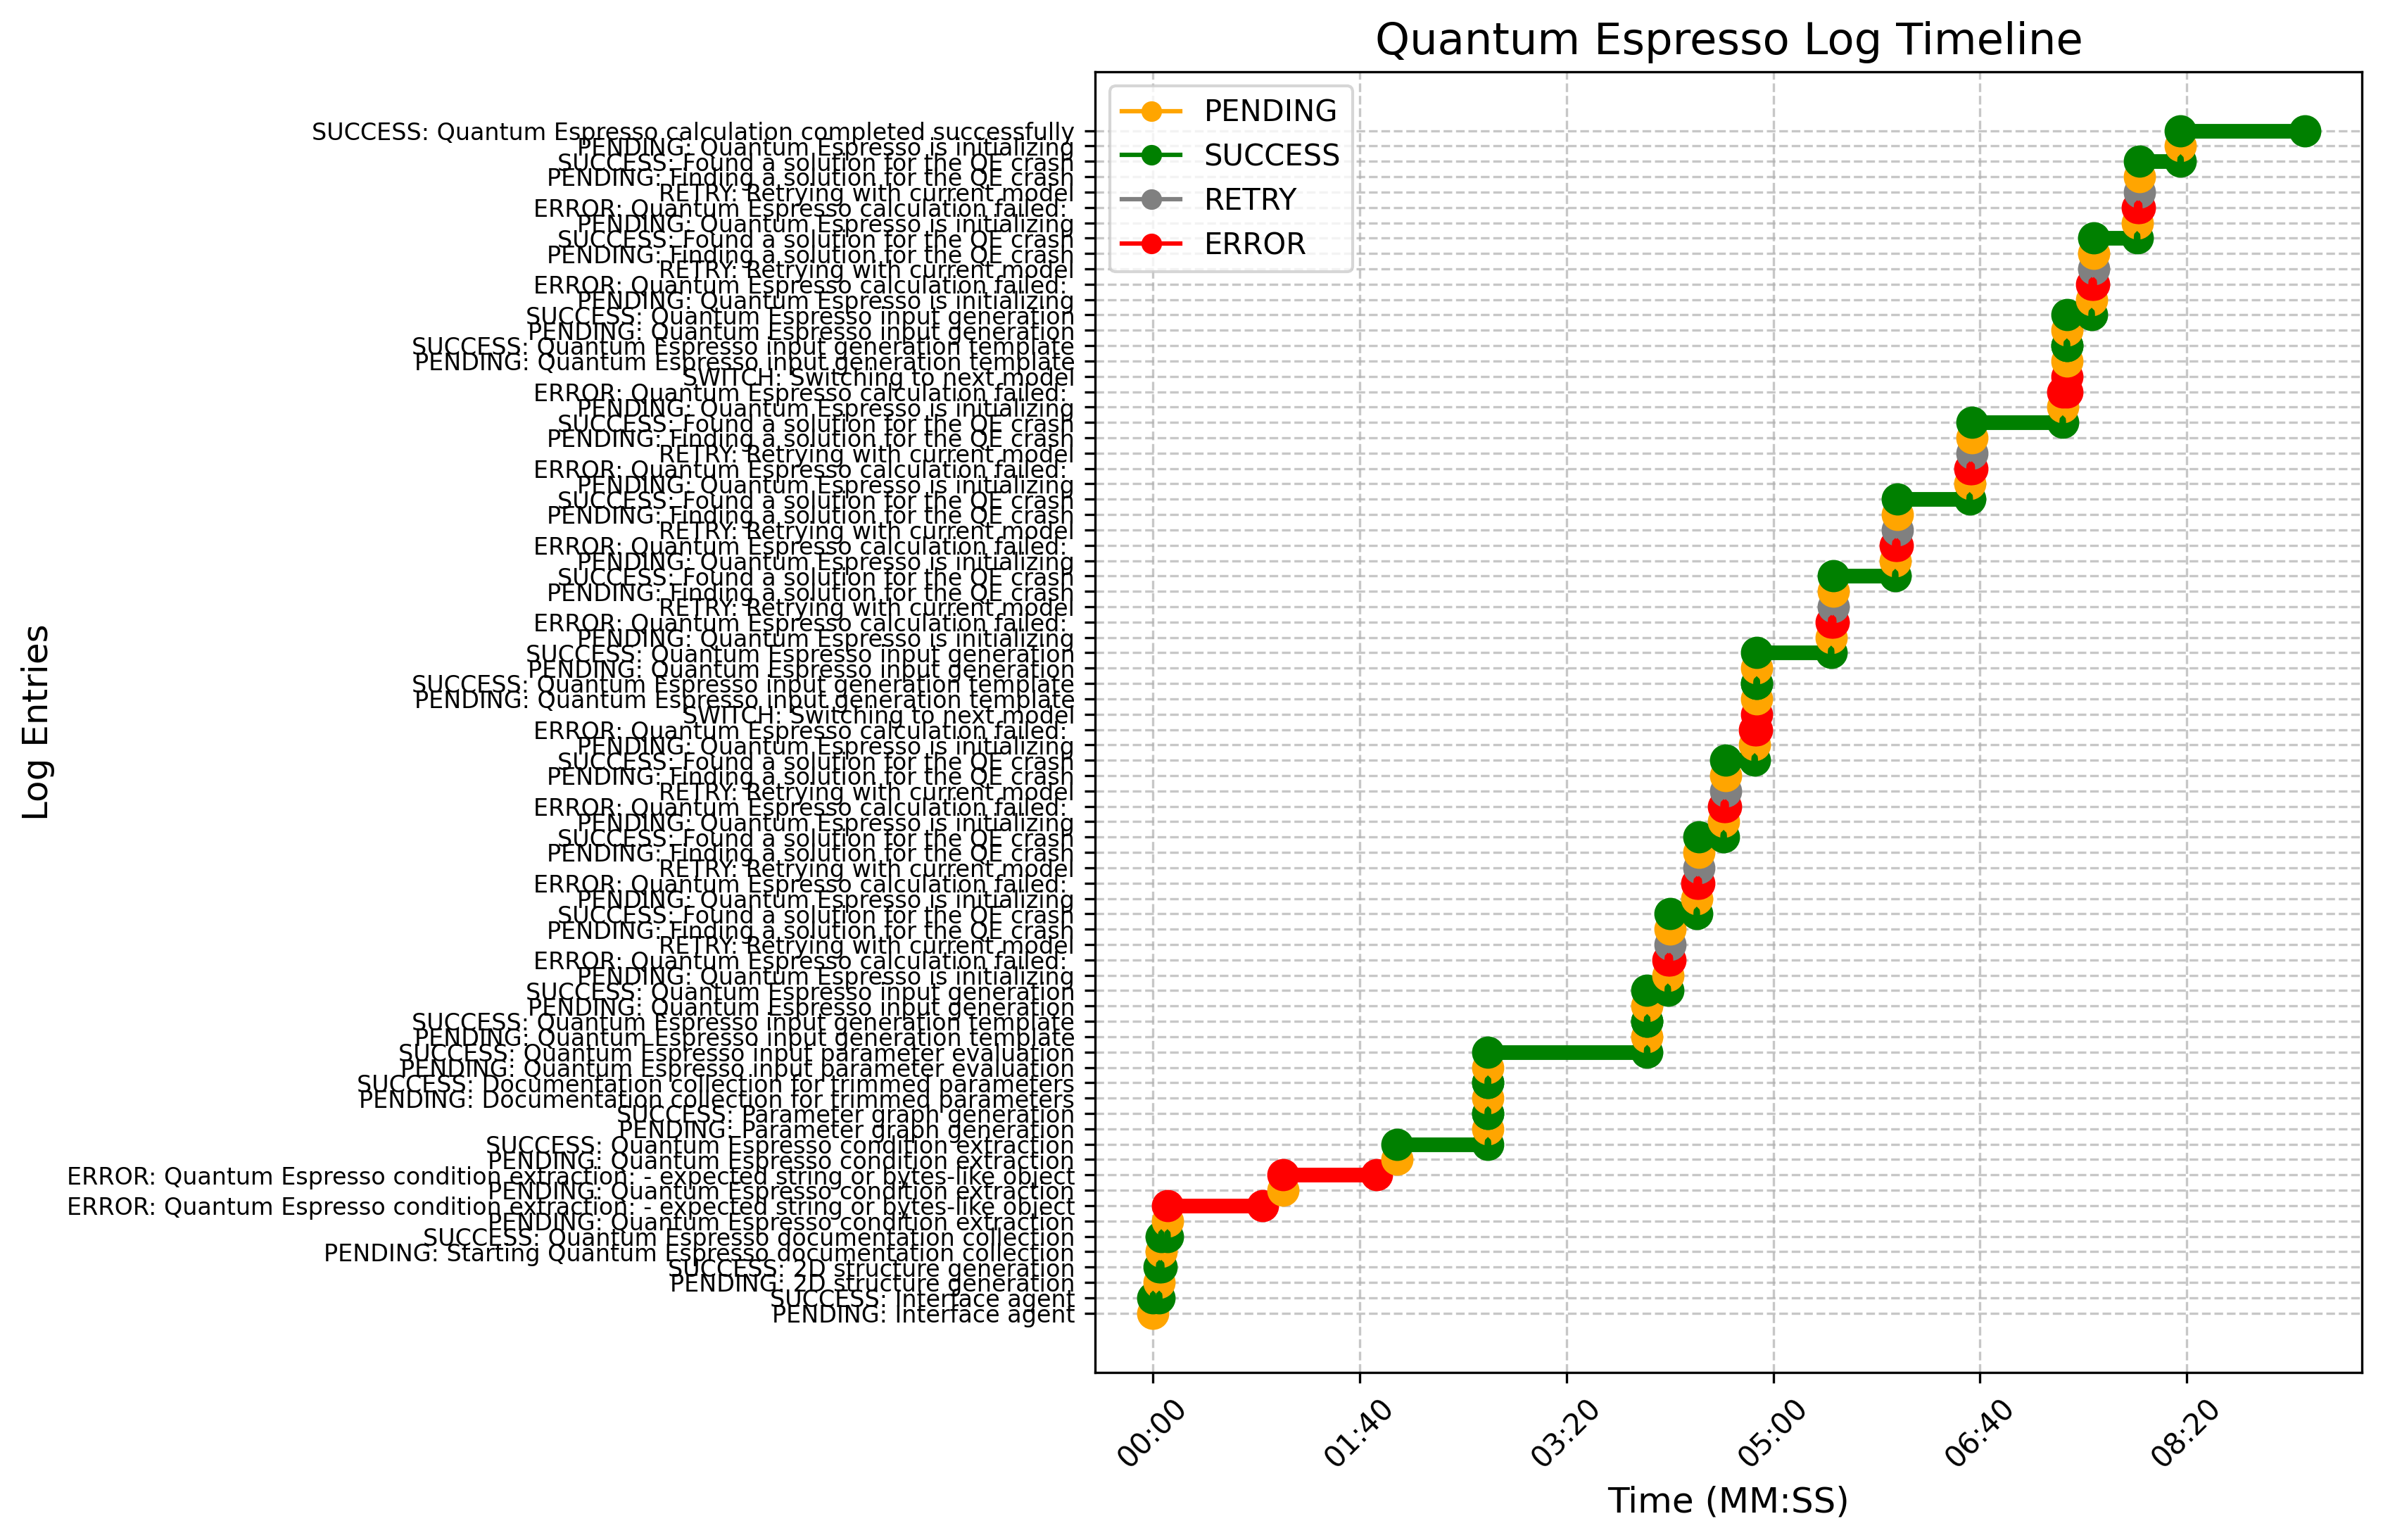 Quantum Espresso Log Timeline
PENDING
SUCCESS
RETRY
ERROR
SUCCESS: Quantum Espresso calculation completed successfully
PENDING: Quantum Espresso is initializing
SUCCESS: Found a solution for the QE crash
PENDING: Finding a solution for the QE crash
RETRY: Retrying with current model
ERROR: Quantum Espresso calculation failed:
PENDING: Quantum Espresso is initializing
SUCCESS: Found a solution for the QE crash
PENDING: Finding a solution for the QE crash
RETRY: Retrying with current model
ERROR: Quantum Espresso calculation failed:
PENDING: Quantum Espresso is initializing
SUCCESS: Quantum Espresso input generation
PENDING: Quantum Espresso input generation
SUCCESS: Quantum Espresso input generation template
PENDING: Quantum Espresso input generation template
SWITCH: Switching to next model
ERROR: Quantum Espresso calculation failed:
PENDING: Quantum Espresso is initializing
SUCCESS: Found a solution for the QE crash
PENDING: Finding a solution for the QE crash
RETRY: Retrying with current model
ERROR: Quantum Espresso calculation failed:
PENDING: Quantum Espresso is initializing
SUCCESS: Found a solution for the QE crash
PENDING: Finding a solution for the QE crash
RETRY: Retrying with current model
ERROR: Quantum Espresso calculation failed:
PENDING: Quantum Espresso is initializing
SUCCESS: Found a solution for the QE crash
PENDING: Finding a solution for the QE crash
RETRY: Retrying with current model
ERROR: Quantum Espresso calculation failed:
PENDING: Quantum Espresso is initializing
SUCCESS: Quantum Espresso input generation
PENDING: Quantum Espresso input generation
SUCCESS: Quantum Espresso input generation template
PENDING: Quantum Espresso input generation template
SWITCH: Switching to next model
ERROR: Quantum Espresso calculation failed:
PENDING: Quantum Espresso is initializing
SUCCESS: Found a solution for the QE crash
PENDING: Finding a solution for the QE crash
RETRY: Retrying with current model
ERROR: Quantum Espresso calculation failed:
PENDING: Quantum Espresso is initializing
SUCCESS: Found a solution for the QE crash
PENDING: Finding a solution for the QE crash
RETRY: Retrying with current model
ERROR: Quantum Espresso calculation failed:
PENDING: Quantum Espresso is initializing
SUCCESS: Found a solution for the QE crash
PENDING: Finding a solution for the QE crash
RETRY: Retrying with current model
ERROR: Quantum Espresso calculation failed:
PENDING: Quantum Espresso is initializing
SUCCESS: Quantum Espresso input generation
PENDING: Quantum Espresso input generation
SUCCESS: Quantum Espresso input generation template
PENDING: Quantum Espresso input generation template
SUCCESS: Quantum Espresso input parameter evaluation
PENDING: Quantum Espresso input parameter evaluation
SUCCESS: Documentation collection for trimmed parameters
PENDING: Documentation collection for trimmed parameters
SUCCESS: Parameter graph generation
PENDING: Parameter graph generation
SUCCESS: Quantum Espresso condition extraction
PENDING: Quantum Espresso condition extraction
ERROR: Quantum Espresso condition extraction: - expected string or bytes-like object
PENDING: Quantum Espresso condition extraction
ERROR: Quantum Espresso condition extraction: - expected string or bytes-like object
PENDING: Quantum Espresso condition extraction
SUCCESS: Quantum Espresso documentation collection
PENDING: Starting Quantum Espresso documentation collection
SUCCESS: 2D structure generation
PENDING: 2D structure generation
SUCCESS: Interface agent
PENDING: Interface agent
Log Entries
00:00
01:40
03:20
05:00
06:40
08:20
Time (MM:SS)